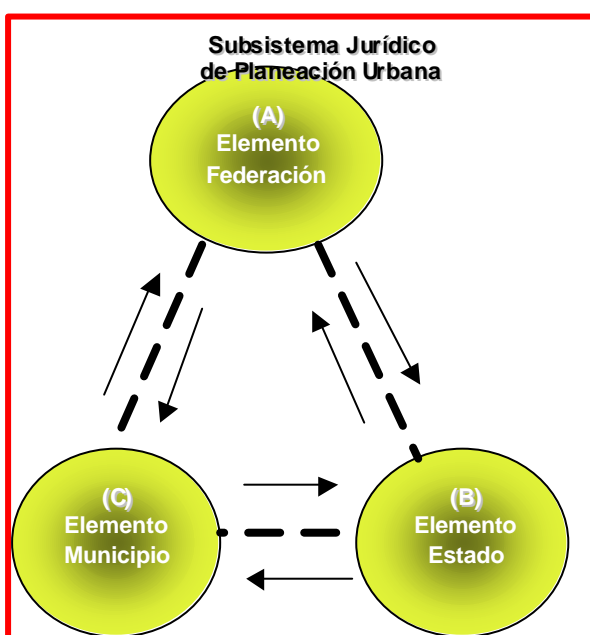 Subsistema Jurídico
de Planeación Urbana
(A)
Elemento
Federación
(C)
Elemento
Municipio
(B)
Elemento
Estado